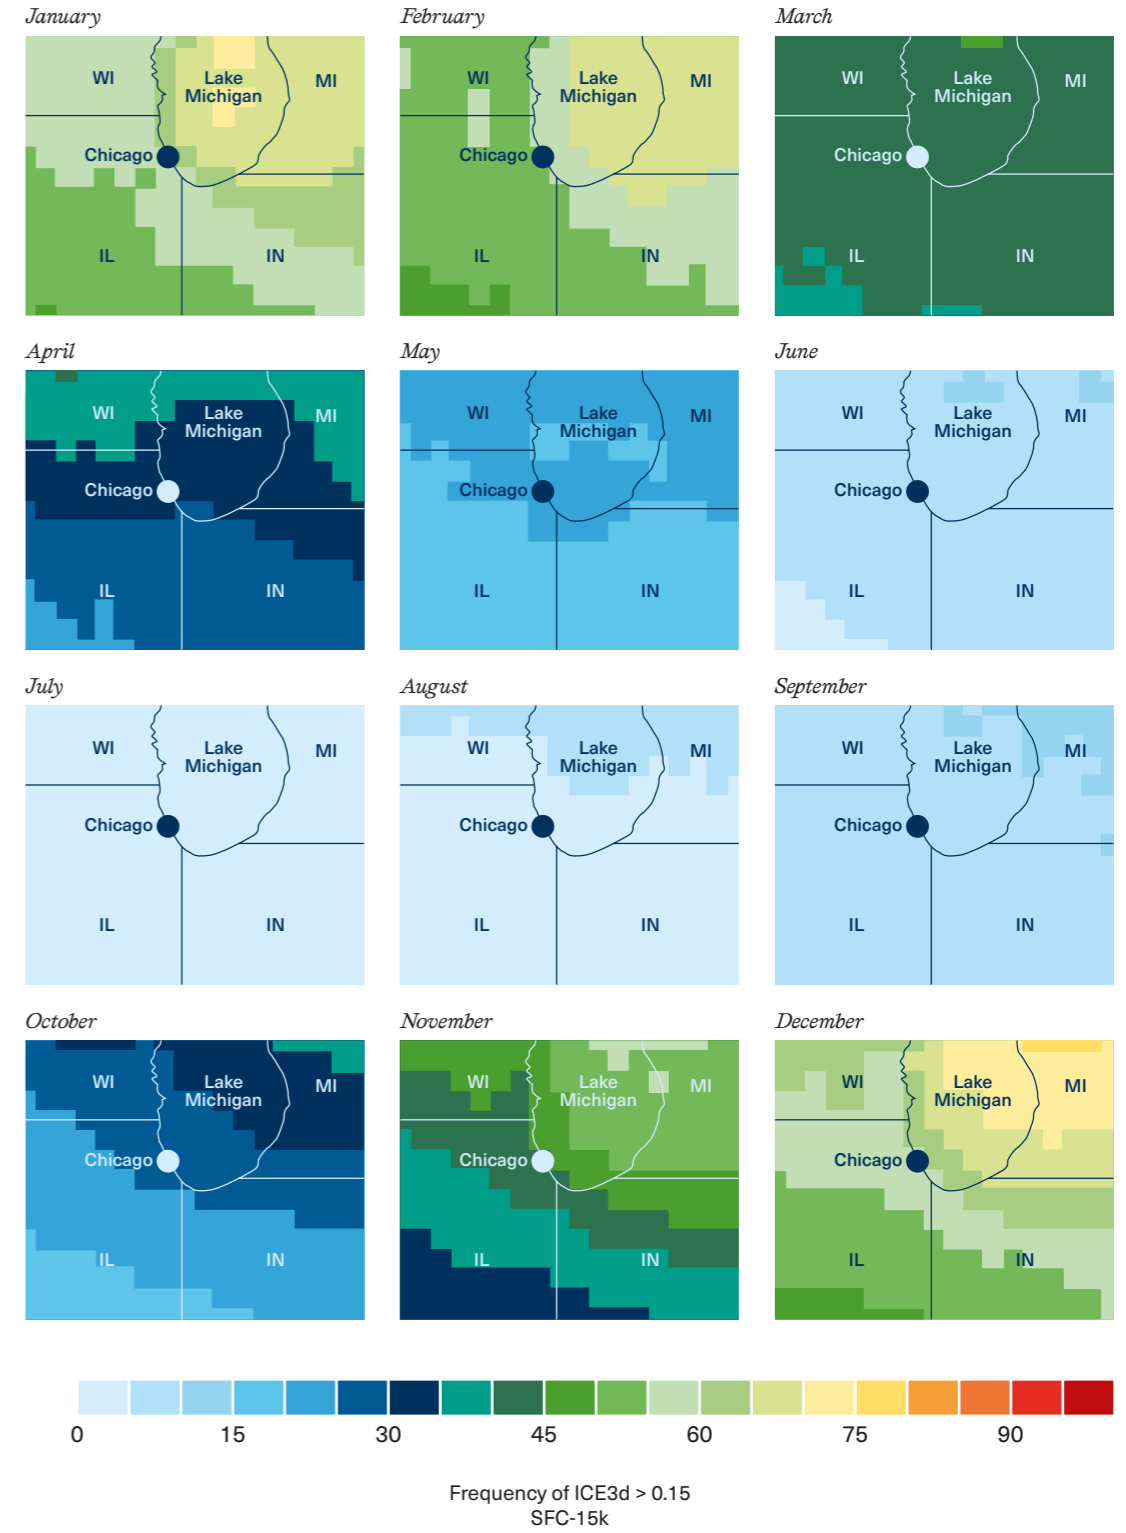 January
WI
Lake
Michigan
MI
Chicago
IL
IN
February
WI
Lake
Michigan
MI
Chicago
IL
IN
March
WI
Lake
Michigan
MI
Chicago
IL
IN
April
WI
Lake
Michigan
MI
Chicago
IL
IN
May
WI
Lake
Michigan
MI
Chicago
IL
IN
June
WI
Lake
Michigan
MI
Chicago
IL
IN
July
WI
Lake
Michigan
MI
Chicago
IL
IN
August
WI
Lake
Michigan
MI
Chicago
IL
IN
September
WI
Lake
Michigan
MI
Chicago
IL
IN
October
WI
Lake
Michigan
MI
Chicago
IL
IN
November
WI
Lake
Michigan
MI
Chicago
IL
IN
December
WI
Lake
Michigan
MI
Chicago
IL
IN
0 15 30 45 60 75 90
Frequency of ICE3d > 0.15
SFC-15k